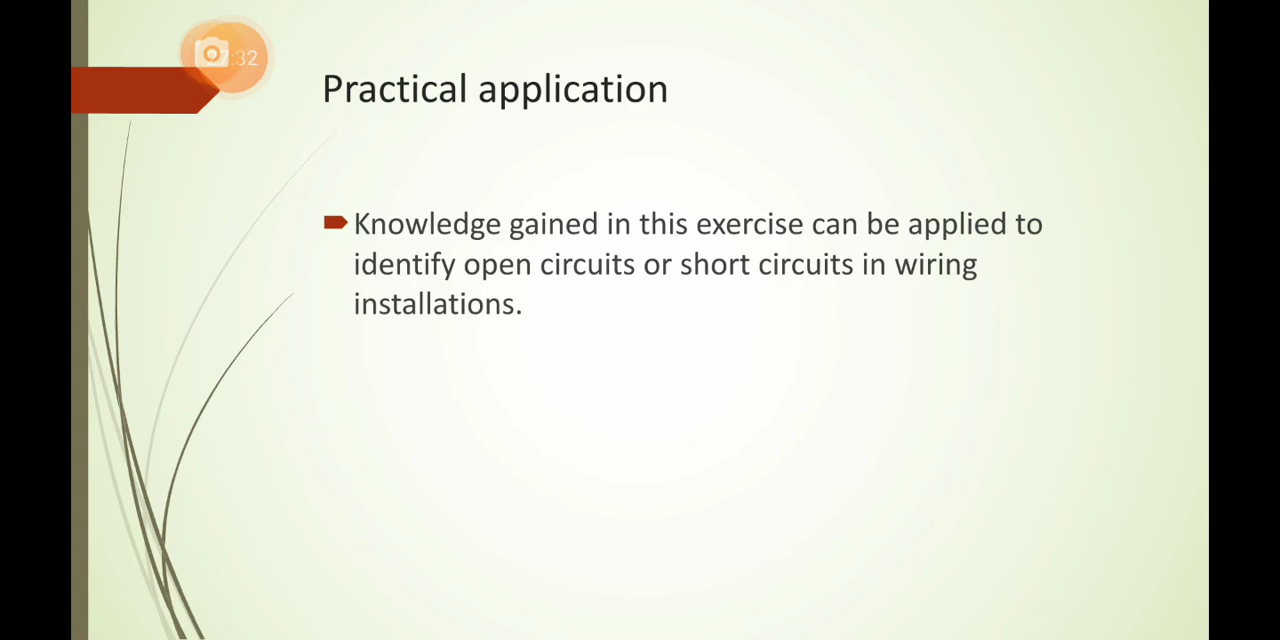 Practical application
Knowledge gained in this exercise can be applied to
identify open circuits or short circuits in wiring
installations.